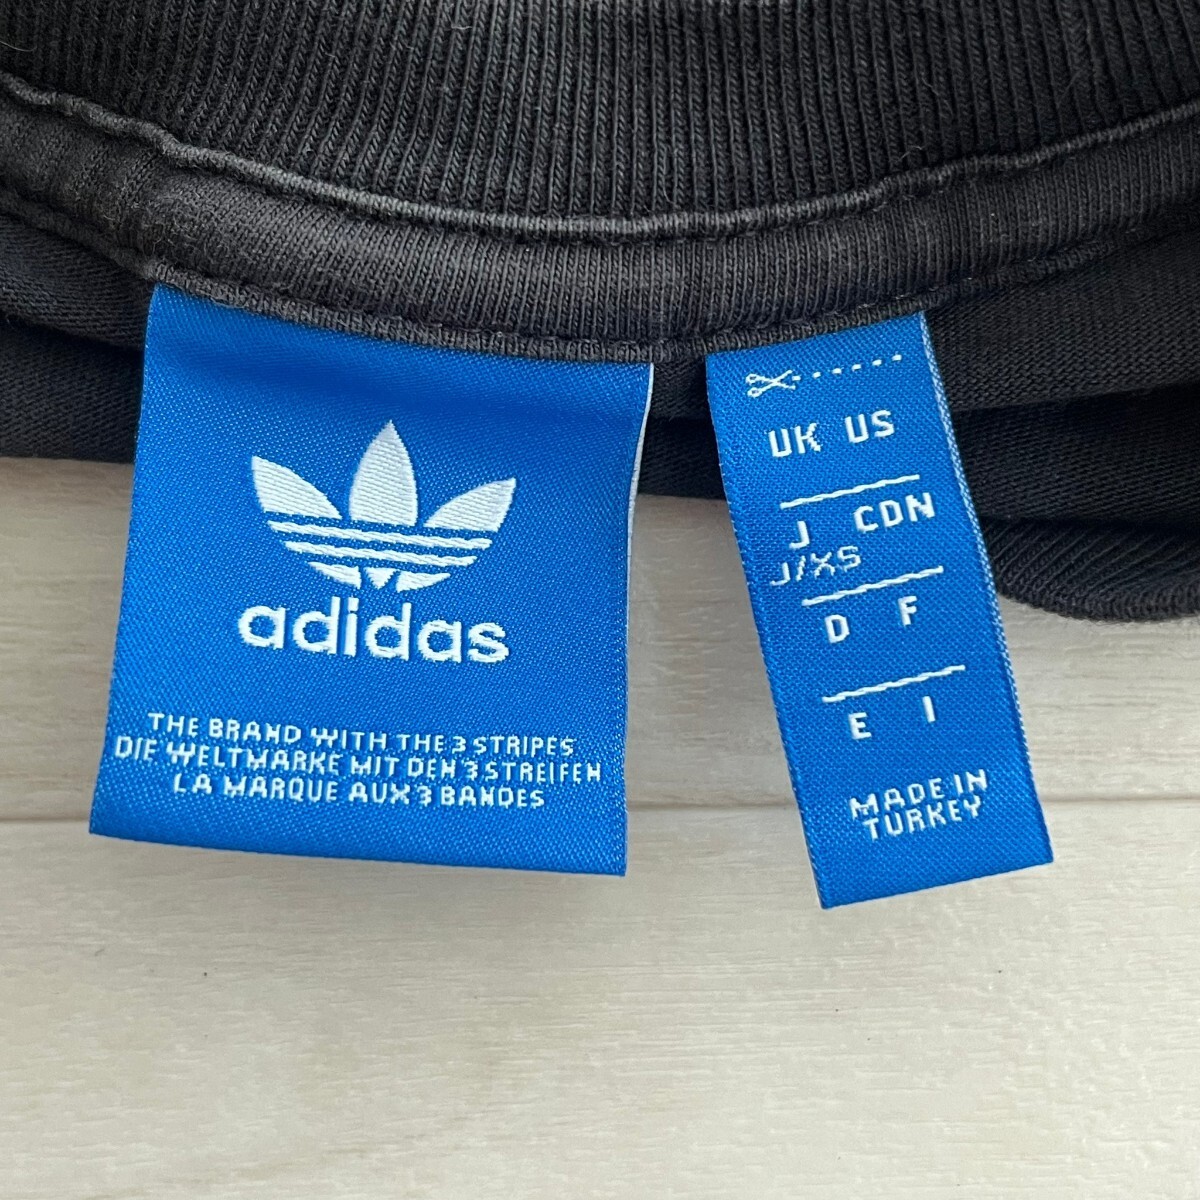 adidas
THE BRAND WITH THE 3 STRIPES
DIE WELTMARKE MIT DEN 3 STREIFEN
LA MARQUE AUX 3 BANDES
UK US
J CDN
J/XS
D F
E I
MADE IN
TURKEY